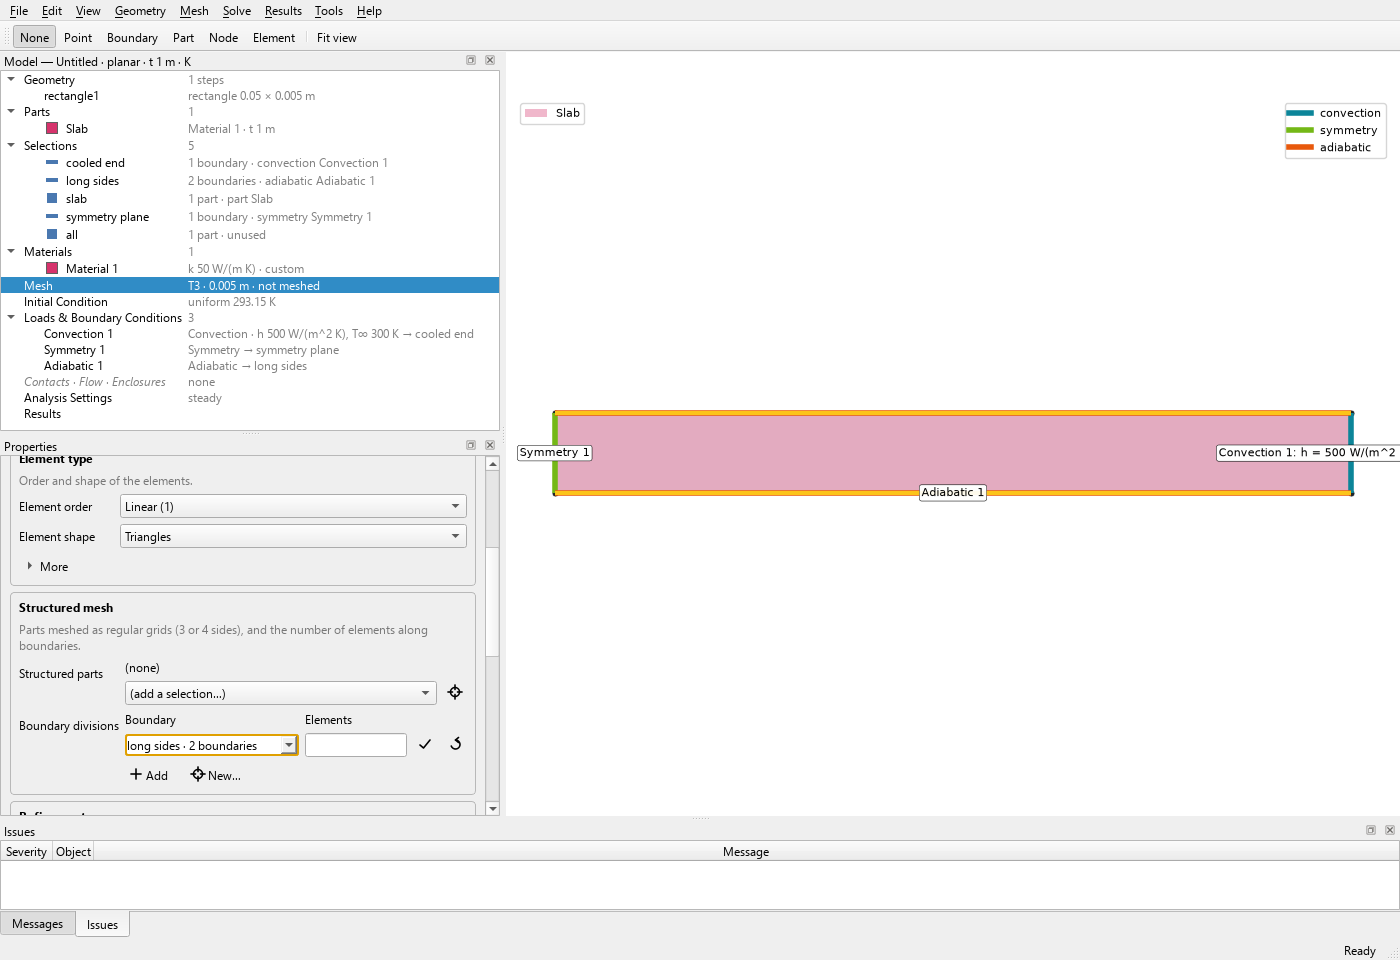 File Edit View Geometry Mesh Solve Results Tools Help
None Point Boundary Part Node Element Fit view
Model — Untitled · planar · t 1 m · K
Geometry 1 steps
rectangle1 rectangle 0.05 × 0.005 m
Parts 1
Slab Material 1 · t 1 m
Selections 5
cooled end 1 boundary · convection Convection 1
long sides 2 boundaries · adiabatic Adiabatic 1
slab 1 part · part Slab
symmetry plane 1 boundary · symmetry Symmetry 1
all 1 part · unused
Materials 1
Material 1 k 50 W/(m K) · custom
Mesh T3 · 0.005 m · not meshed
Initial Condition uniform 293.15 K
Loads & Boundary Conditions 3
Convection 1 Convection · h 500 W/(m^2 K), T∞ 300 K → cooled end
Symmetry 1 Symmetry → symmetry plane
Adiabatic 1 Adiabatic → long sides
Contacts · Flow · Enclosures none
Analysis Settings steady
Results
Properties
Element type
Order and shape of the elements.
Element order Linear (1)
Element shape Triangles
More
Structured mesh
Parts meshed as regular grids (3 or 4 sides), and the number of elements along
boundaries.
Structured parts (none)
(add a selection...)
Boundary divisions Boundary Elements
long sides · 2 boundaries
Add New...
Slab
convection
symmetry
adiabatic
Symmetry 1
Convection 1: h = 500 W/(m^2
Adiabatic 1
Issues
Severity Object Message
Messages Issues
Ready